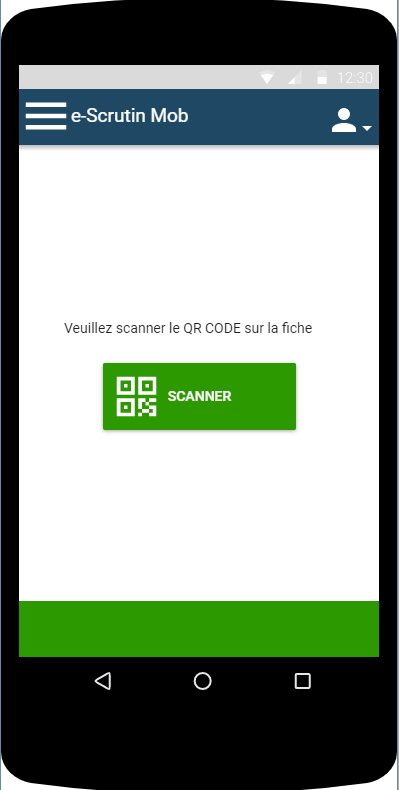 12:30
e-Scrutin Mob
Veuillez scanner le QR CODE sur la fiche
SCANNER